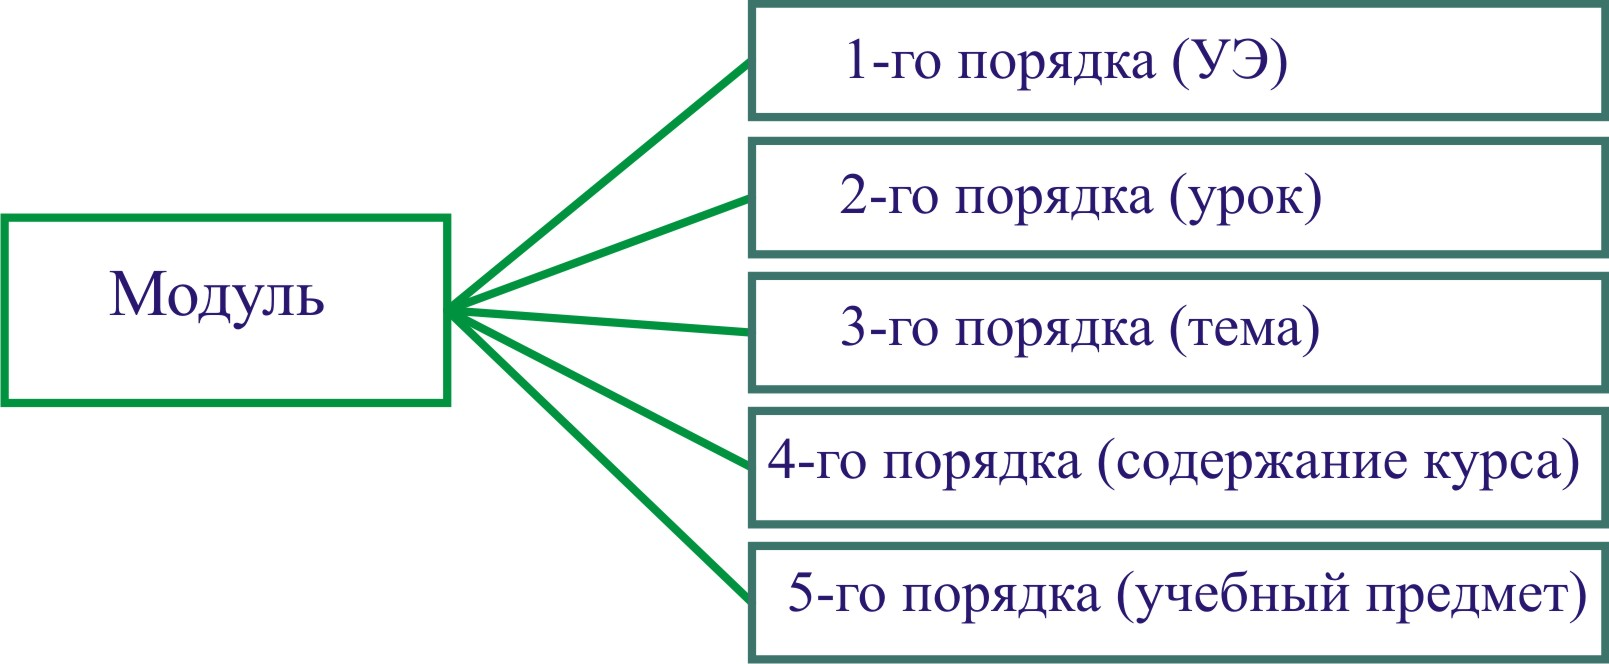 Модуль
1-го порядка (УЭ)
2-го порядка (урок)
3-го порядка (тема)
4-го порядка (содержание курса)
5-го порядка (учебный предмет)